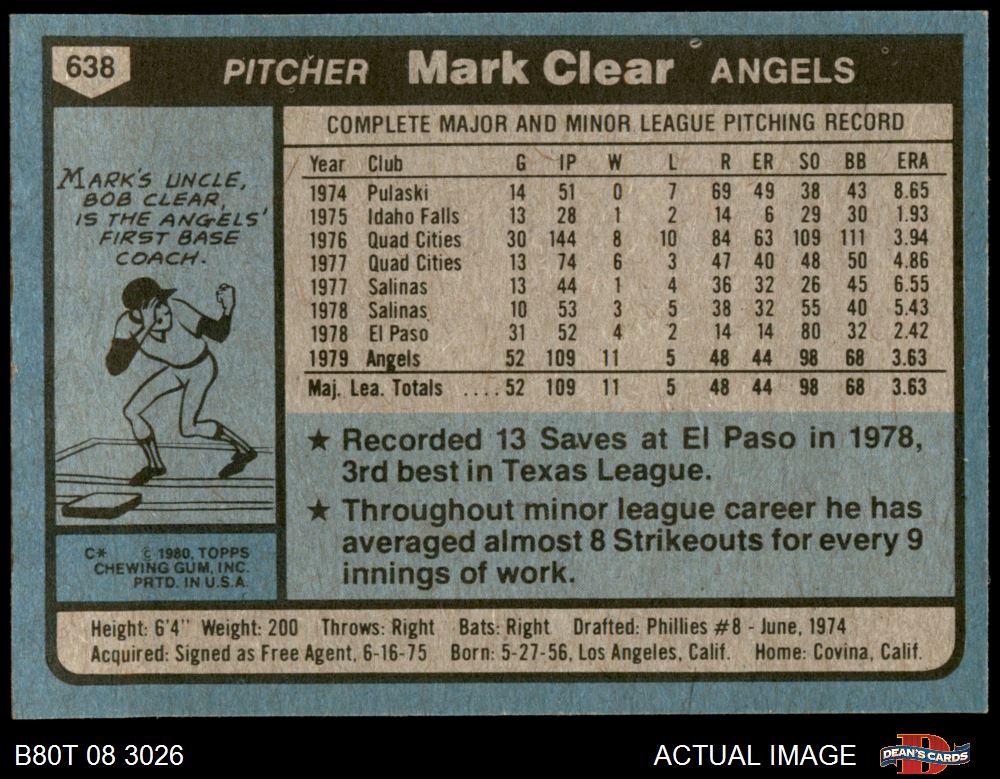 638
PITCHER Mark Clear ANGELS
MARK'S UNCLE,
BOB CLEAR,
IS THE ANGELS'
FIRST BASE
COACH.
C* © 1980, TOPPS
CHEWING GUM, INC.
PRTD. IN U.S.A.
COMPLETE MAJOR AND MINOR LEAGUE PITCHING RECORD
Year Club G IP W L R ER SO BB ERA
1974 Pulaski 14 51 0 7 69 49 38 43 8.65
1975 Idaho Falls 13 28 1 2 14 6 29 30 1.93
1976 Quad Cities 30 144 8 10 84 63 109 111 3.94
1977 Quad Cities 13 74 6 3 47 40 48 50 4.86
1977 Salinas 13 44 1 4 36 32 26 45 6.55
1978 Salinas 10 53 3 5 38 32 55 40 5.43
1978 El Paso 31 52 4 2 14 14 80 32 2.42
1979 Angels 52 109 11 5 48 44 98 68 3.63
Maj. Lea. Totals ....52 109 11 5 48 44 98 68 3.63
★ Recorded 13 Saves at El Paso in 1978,
3rd best in Texas League.
★ Throughout minor league career he has
averaged almost 8 Strikeouts for every 9
innings of work.
Height: 6'4" Weight: 200 Throws: Right Bats: Right Drafted: Phillies #8 - June, 1974
Acquired: Signed as Free Agent, 6-16-75 Born: 5-27-56, Los Angeles, Calif. Home: Covina, Calif.
B80T 08 3026 ACTUAL IMAGE
D
DEAN'S CARDS